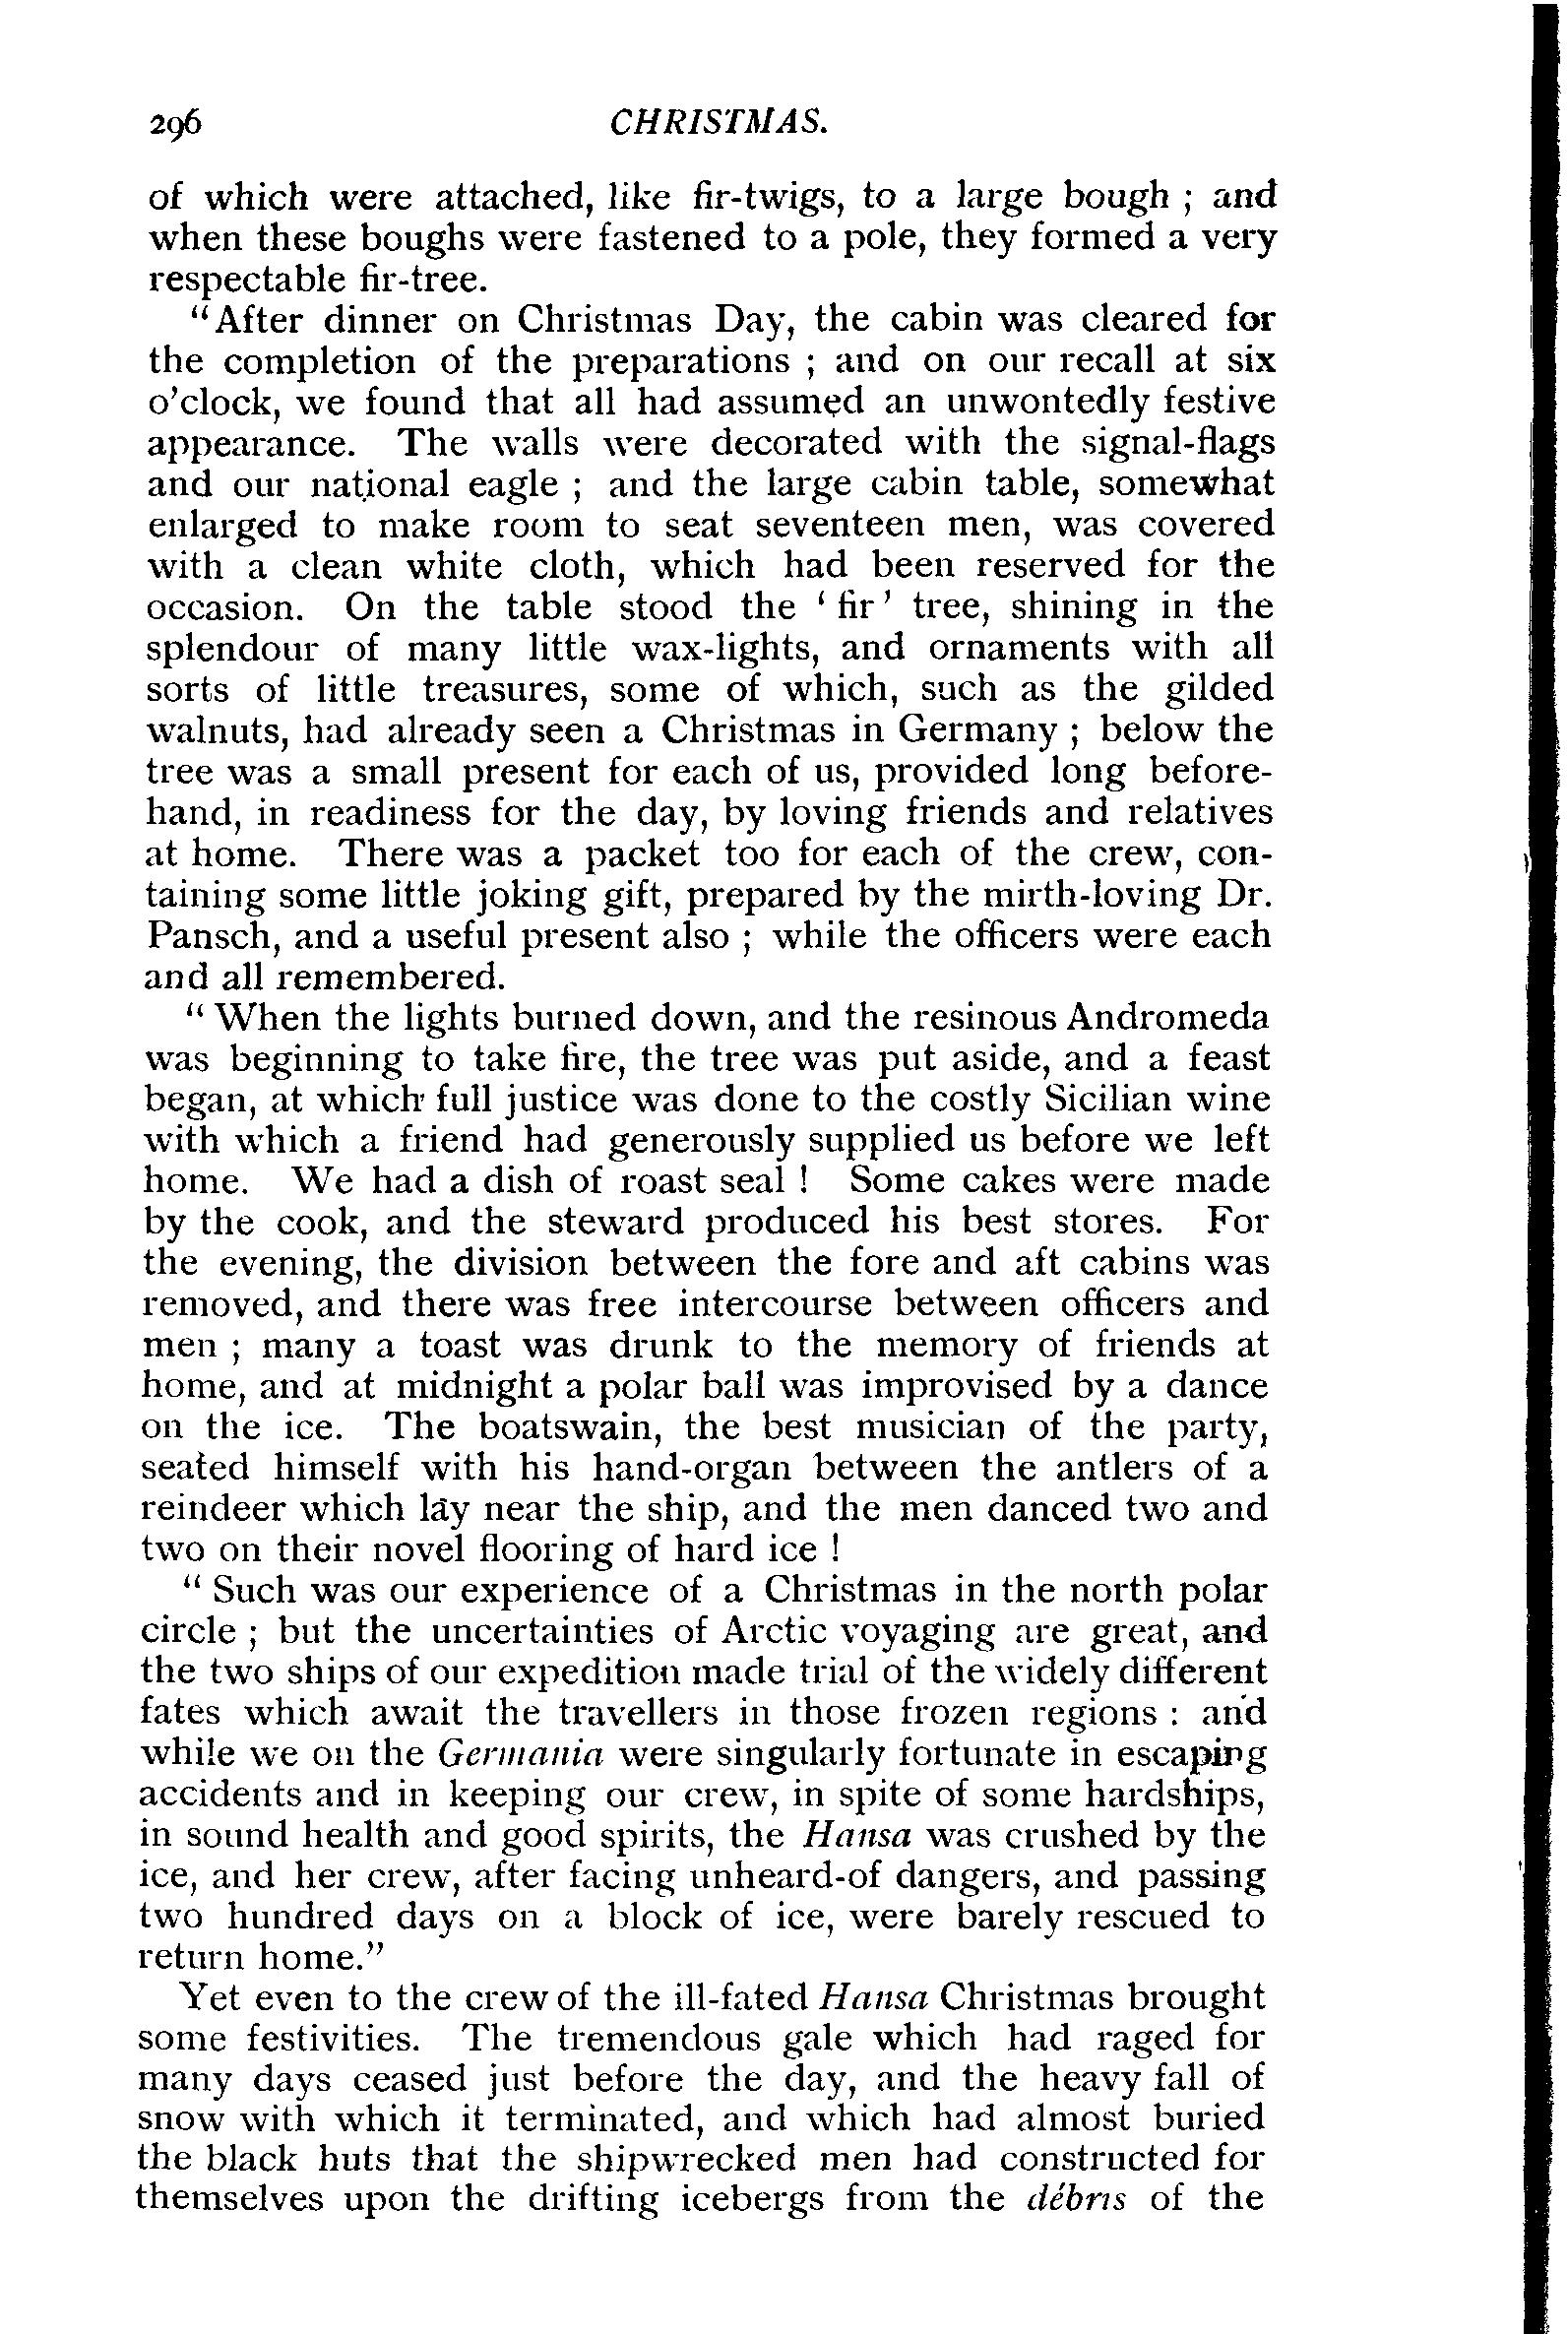 296 CHRISTMAS.
of which were attached, like fir-twigs, to a large bough ; and
when these boughs were fastened to a pole, they formed a very
respectable fir-tree.
“After dinner on Christmas Day, the cabin was cleared for
the completion of the preparations ; and on our recall at six
o’clock, we found that all had assumed an unwontedly festive
appearance. The walls were decorated with the signal-flags
and our national eagle ; and the large cabin table, somewhat
enlarged to make room to seat seventeen men, was covered
with a clean white cloth, which had been reserved for the
occasion. On the table stood the ‘ fir ’ tree, shining in the
splendour of many little wax-lights, and ornaments with all
sorts of little treasures, some of which, such as the gilded
walnuts, had already seen a Christmas in Germany ; below the
tree was a small present for each of us, provided long before-
hand, in readiness for the day, by loving friends and relatives
at home. There was a packet too for each of the crew, con-
taining some little joking gift, prepared by the mirth-loving Dr.
Pansch, and a useful present also ; while the officers were each
and all remembered.
“ When the lights burned down, and the resinous Andromeda
was beginning to take fire, the tree was put aside, and a feast
began, at which full justice was done to the costly Sicilian wine
with which a friend had generously supplied us before we left
home. We had a dish of roast seal ! Some cakes were made
by the cook, and the steward produced his best stores. For
the evening, the division between the fore and aft cabins was
removed, and there was free intercourse between officers and
men ; many a toast was drunk to the memory of friends at
home, and at midnight a polar ball was improvised by a dance
on the ice. The boatswain, the best musician of the party,
seated himself with his hand-organ between the antlers of a
reindeer which lay near the ship, and the men danced two and
two on their novel flooring of hard ice !
“ Such was our experience of a Christmas in the north polar
circle ; but the uncertainties of Arctic voyaging are great, and
the two ships of our expedition made trial of the widely different
fates which await the travellers in those frozen regions : and
while we on the Germania were singularly fortunate in escaping
accidents and in keeping our crew, in spite of some hardships,
in sound health and good spirits, the Hansa was crushed by the
ice, and her crew, after facing unheard-of dangers, and passing
two hundred days on a block of ice, were barely rescued to
return home.”
Yet even to the crew of the ill-fated Hansa Christmas brought
some festivities. The tremendous gale which had raged for
many days ceased just before the day, and the heavy fall of
snow with which it terminated, and which had almost buried
the black huts that the shipwrecked men had constructed for
themselves upon the drifting icebergs from the débris of the